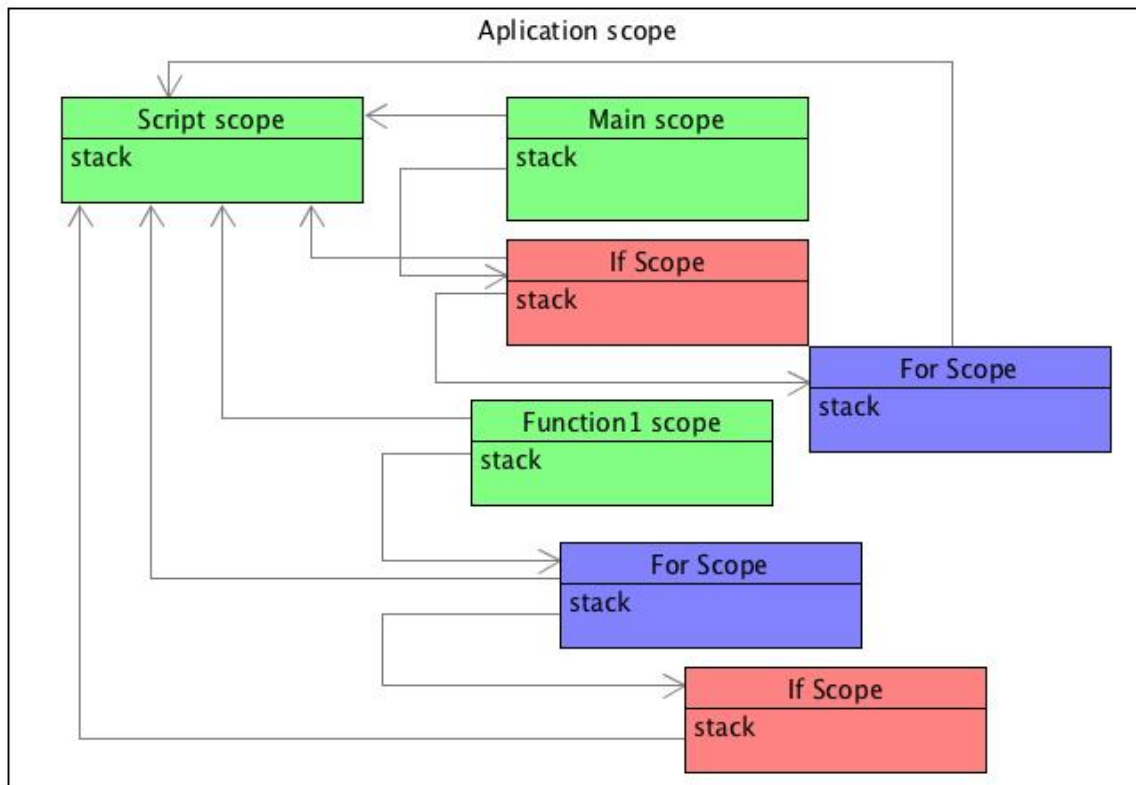 Aplication scope
Script scope
stack
Main scope
stack
If Scope
stack
For Scope
stack
Function1 scope
stack
For Scope
stack
If Scope
stack